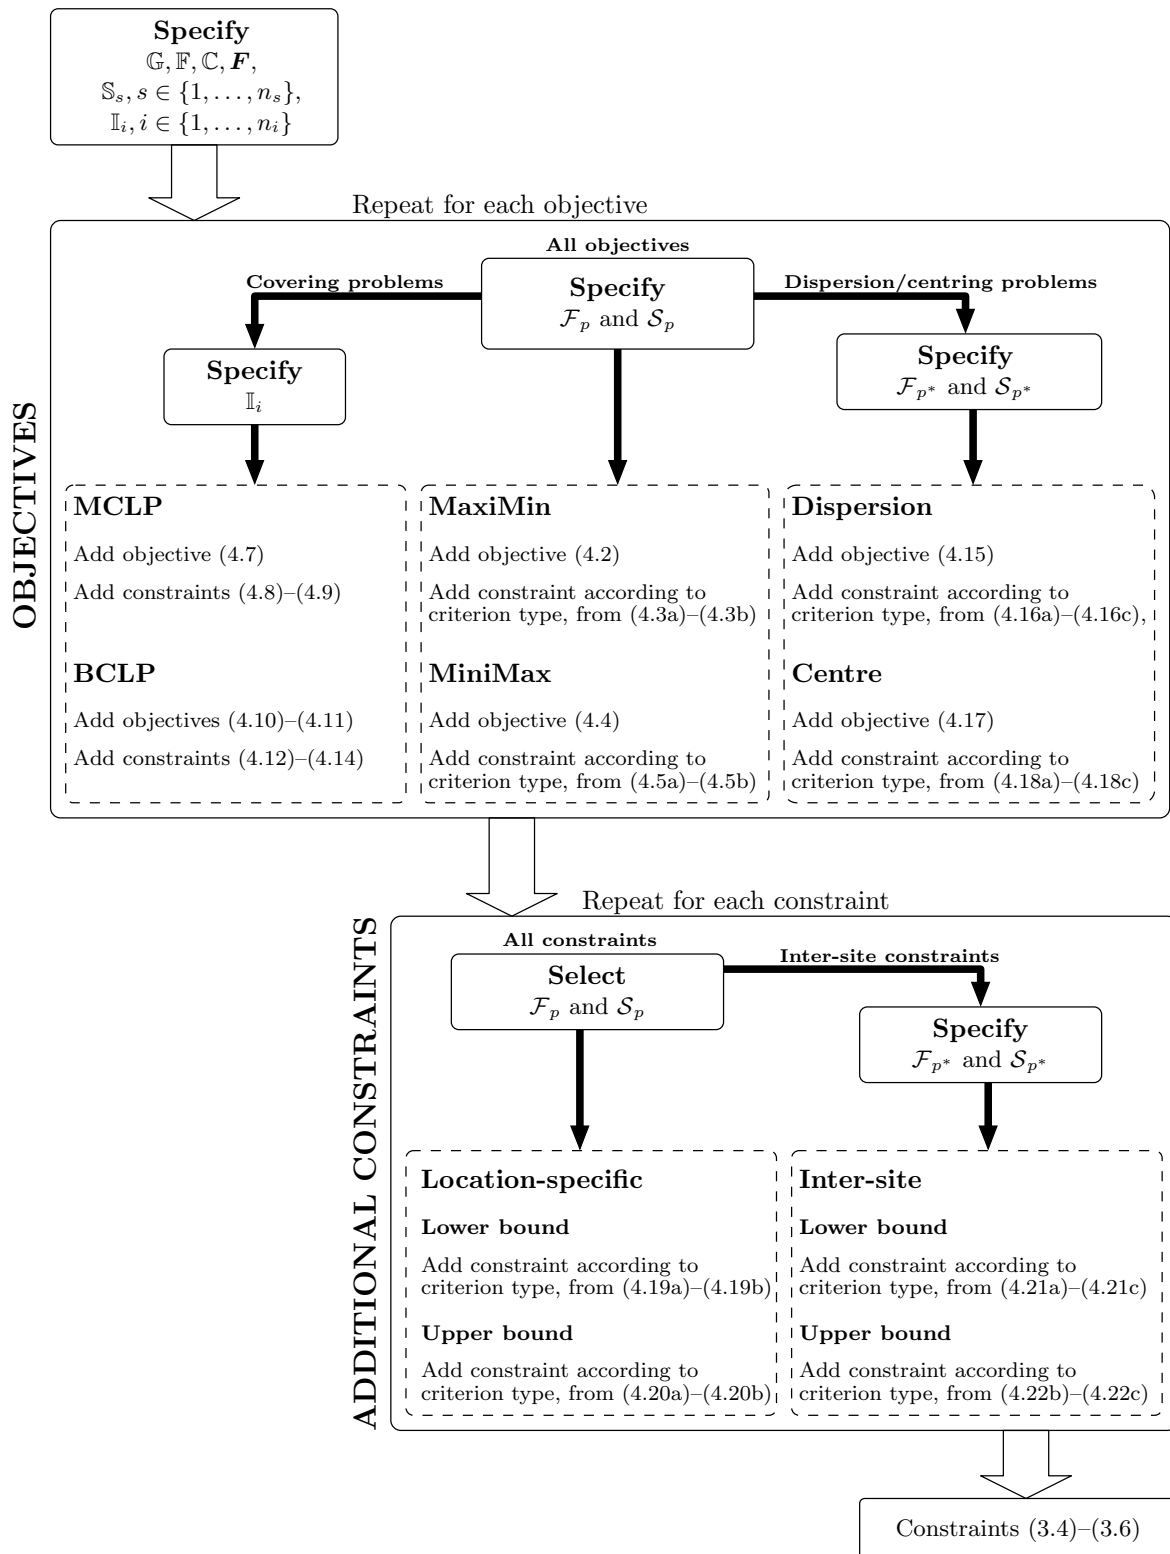 Specify
𝔾, 𝔽, ℂ, 𝑭,
𝕊ₛ, s ∈ {1, . . . , nₛ},
𝕀ᵢ, i ∈ {1, . . . , nᵢ}
Repeat for each objective
OBJECTIVES
All objectives
Covering problems
Specify
ℱ_p and 𝒮_p
Dispersion/centring problems
Specify
𝕀ᵢ
Specify
ℱ_{p*} and 𝒮_{p*}
MCLP
Add objective (4.7)
Add constraints (4.8)–(4.9)
BCLP
Add objectives (4.10)–(4.11)
Add constraints (4.12)–(4.14)
MaxiMin
Add objective (4.2)
Add constraint according to
criterion type, from (4.3a)–(4.3b)
MiniMax
Add objective (4.4)
Add constraint according to
criterion type, from (4.5a)–(4.5b)
Dispersion
Add objective (4.15)
Add constraint according to
criterion type, from (4.16a)–(4.16c),
Centre
Add objective (4.17)
Add constraint according to
criterion type, from (4.18a)–(4.18c)
Repeat for each constraint
ADDITIONAL CONSTRAINTS
All constraints
Select
ℱ_p and 𝒮_p
Inter-site constraints
Specify
ℱ_{p*} and 𝒮_{p*}
Location-specific
Lower bound
Add constraint according to
criterion type, from (4.19a)–(4.19b)
Upper bound
Add constraint according to
criterion type, from (4.20a)–(4.20b)
Inter-site
Lower bound
Add constraint according to
criterion type, from (4.21a)–(4.21c)
Upper bound
Add constraint according to
criterion type, from (4.22b)–(4.22c)
Constraints (3.4)–(3.6)